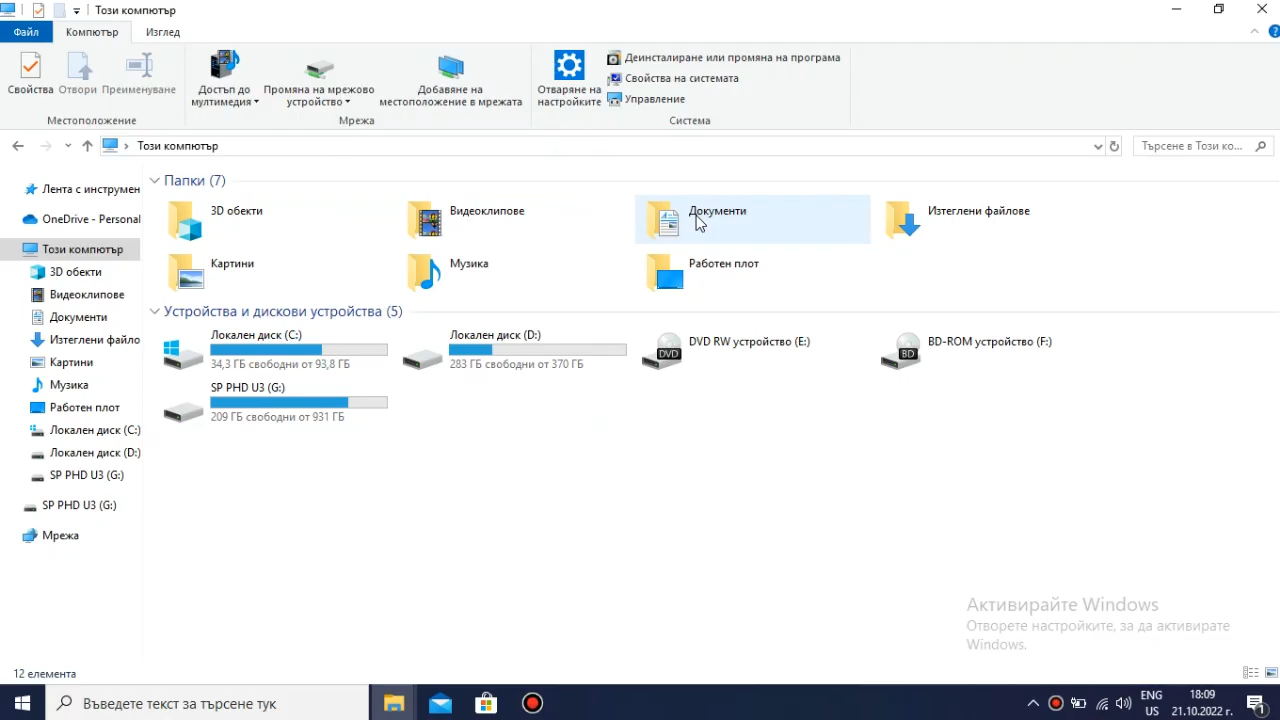 Този компютър
Файл
Компютър
Изглед
Свойства
Отвори
Преименуване
Местоположение
Достъп до
мултимедия
Промяна на мрежово
устройство
Добавяне на
местоположение в мрежата
Мрежа
Отваряне на
настройките
Деинсталиране или промяна на програма
Свойства на системата
Управление
Система
Този компютър
Търсене в Този ко...
Лента с инструмен
OneDrive - Personal
Този компютър
3D обекти
Видеоклипове
Документи
Изтеглени файло
Картини
Музика
Работен плот
Локален диск (C:)
Локален диск (D:)
SP PHD U3 (G:)
SP PHD U3 (G:)
Мрежа
Папки (7)
3D обекти
Видеоклипове
Документи
Изтеглени файлове
Картини
Музика
Работен плот
Устройства и дискови устройства (5)
Локален диск (C:)
34,3 ГБ свободни от 93,8 ГБ
Локален диск (D:)
283 ГБ свободни от 370 ГБ
DVD
DVD RW устройство (E:)
BD
BD-ROM устройство (F:)
SP PHD U3 (G:)
209 ГБ свободни от 931 ГБ
Активирайте Windows
Отворете настройките, за да активирате
Windows.
12 елемента
Въведете текст за търсене тук
ENG
US
18:09
21.10.2022 г.
1